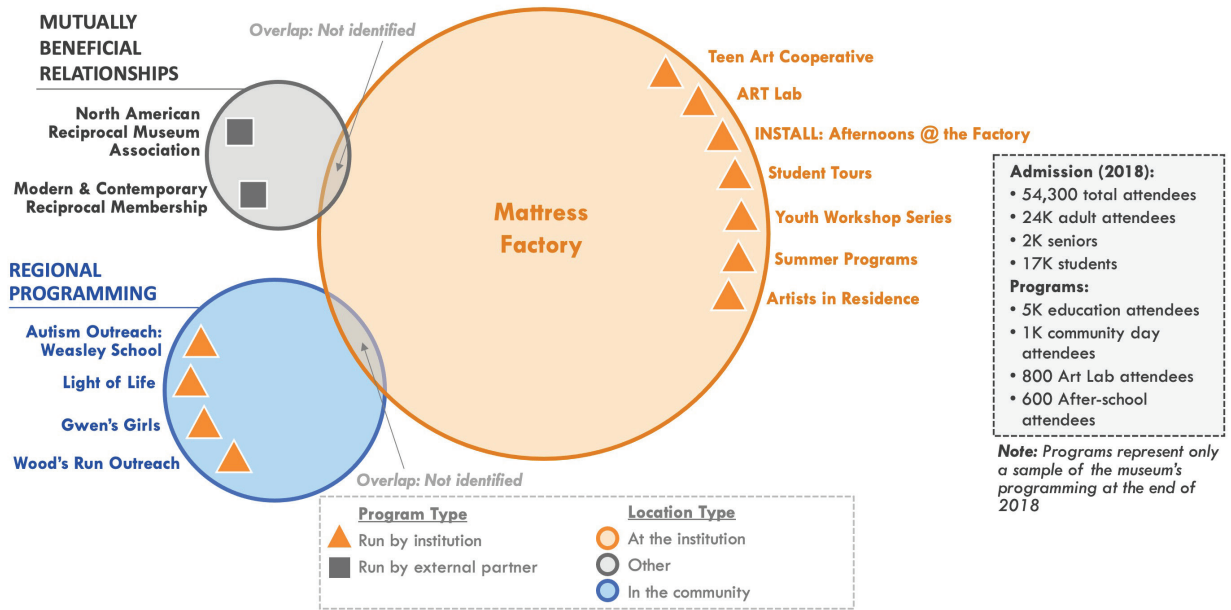 MUTUALLY
BENEFICIAL
RELATIONSHIPS
Overlap: Not identified
North American
Reciprocal Museum
Association
Modern & Contemporary
Reciprocal Membership
REGIONAL
PROGRAMMING
Autism Outreach:
Weasley School
Light of Life
Gwen's Girls
Wood's Run Outreach
Overlap: Not identified
Mattress
Factory
Teen Art Cooperative
ART Lab
INSTALL: Afternoons @ the Factory
Student Tours
Youth Workshop Series
Summer Programs
Artists in Residence
Admission (2018):
• 54,300 total attendees
• 24K adult attendees
• 2K seniors
• 17K students
Programs:
• 5K education attendees
• 1K community day
attendees
• 800 Art Lab attendees
• 600 After-school
attendees
Note: Programs represent only
a sample of the museum's
programming at the end of
2018
Program Type
Run by institution
Run by external partner
Location Type
At the institution
Other
In the community